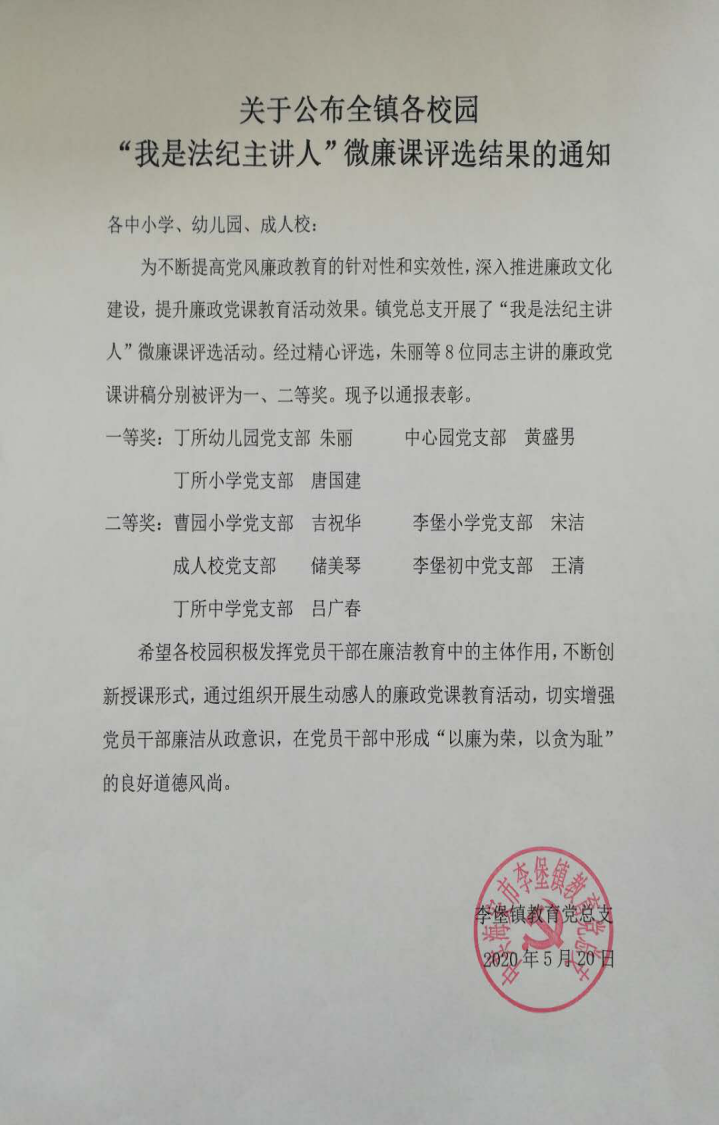 关于公布全镇各校园
“我是法纪主讲人”微廉课评选结果的通知
各中小学、幼儿园、成人校：
为不断提高党风廉政教育的针对性和实效性，深入推进廉政文化
建设，提升廉政党课教育活动效果。镇党总支开展了“我是法纪主讲
人”微廉课评选活动。经过精心评选，朱丽等8位同志主讲的廉政党
课讲稿分别被评为一、二等奖。现予以通报表彰。
一等奖：丁所幼儿园党支部 朱丽 中心园党支部 黄盛男
丁所小学党支部 唐国建
二等奖：曹园小学党支部 吉祝华 李堡小学党支部 宋洁
成人校党支部 储美琴 李堡初中党支部 王清
丁所中学党支部 吕广春
希望各校园积极发挥党员干部在廉洁教育中的主体作用，不断创
新授课形式，通过组织开展生动感人的廉政党课教育活动，切实增强
党员干部廉洁从政意识，在党员干部中形成“以廉为荣，以贪为耻”
的良好道德风尚。
中共海安市李堡镇教育党总支
李堡镇教育党总支
2020年5月20日